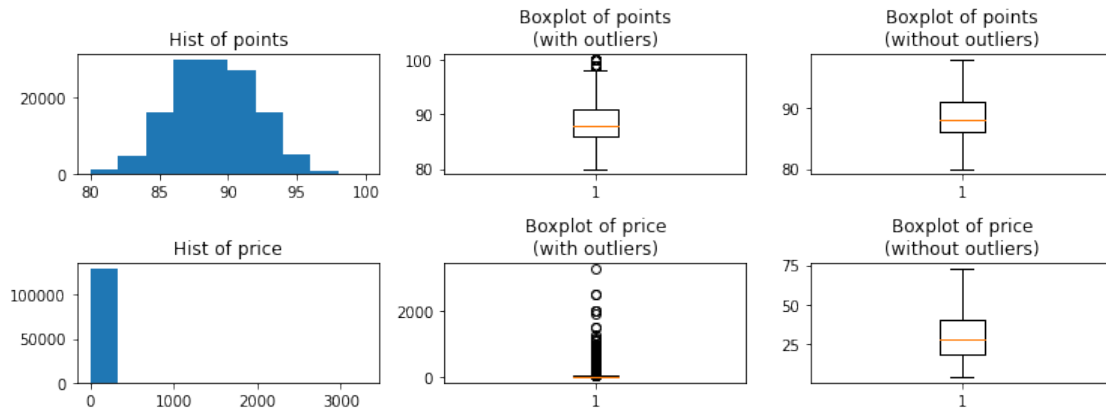 Hist of points
20000
0
80 85 90 95 100
Boxplot of points
(with outliers)
100
90
80
1
Boxplot of points
(without outliers)
90
80
1
Hist of price
100000
50000
0
0 1000 2000 3000
Boxplot of price
(with outliers)
2000
0
1
Boxplot of price
(without outliers)
75
50
25
1